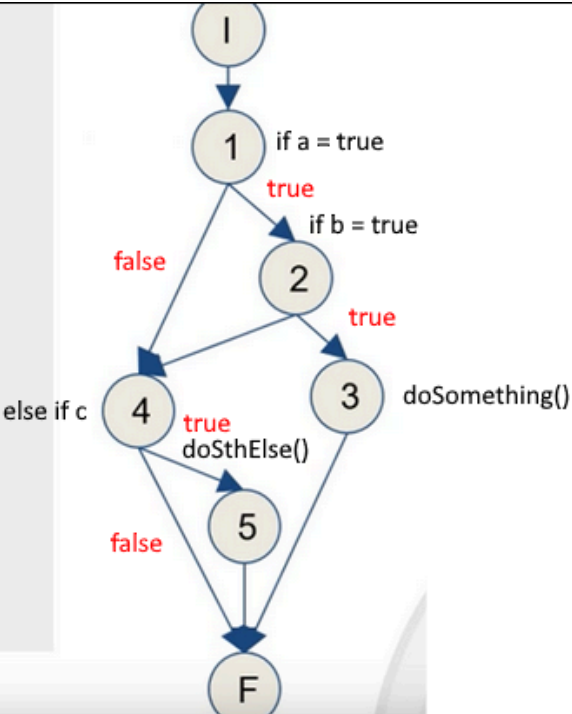 I
1 if a = true
true
if b = true
false
2
true
else if c 4 3 doSomething()
true
doSthElse()
5
false
F